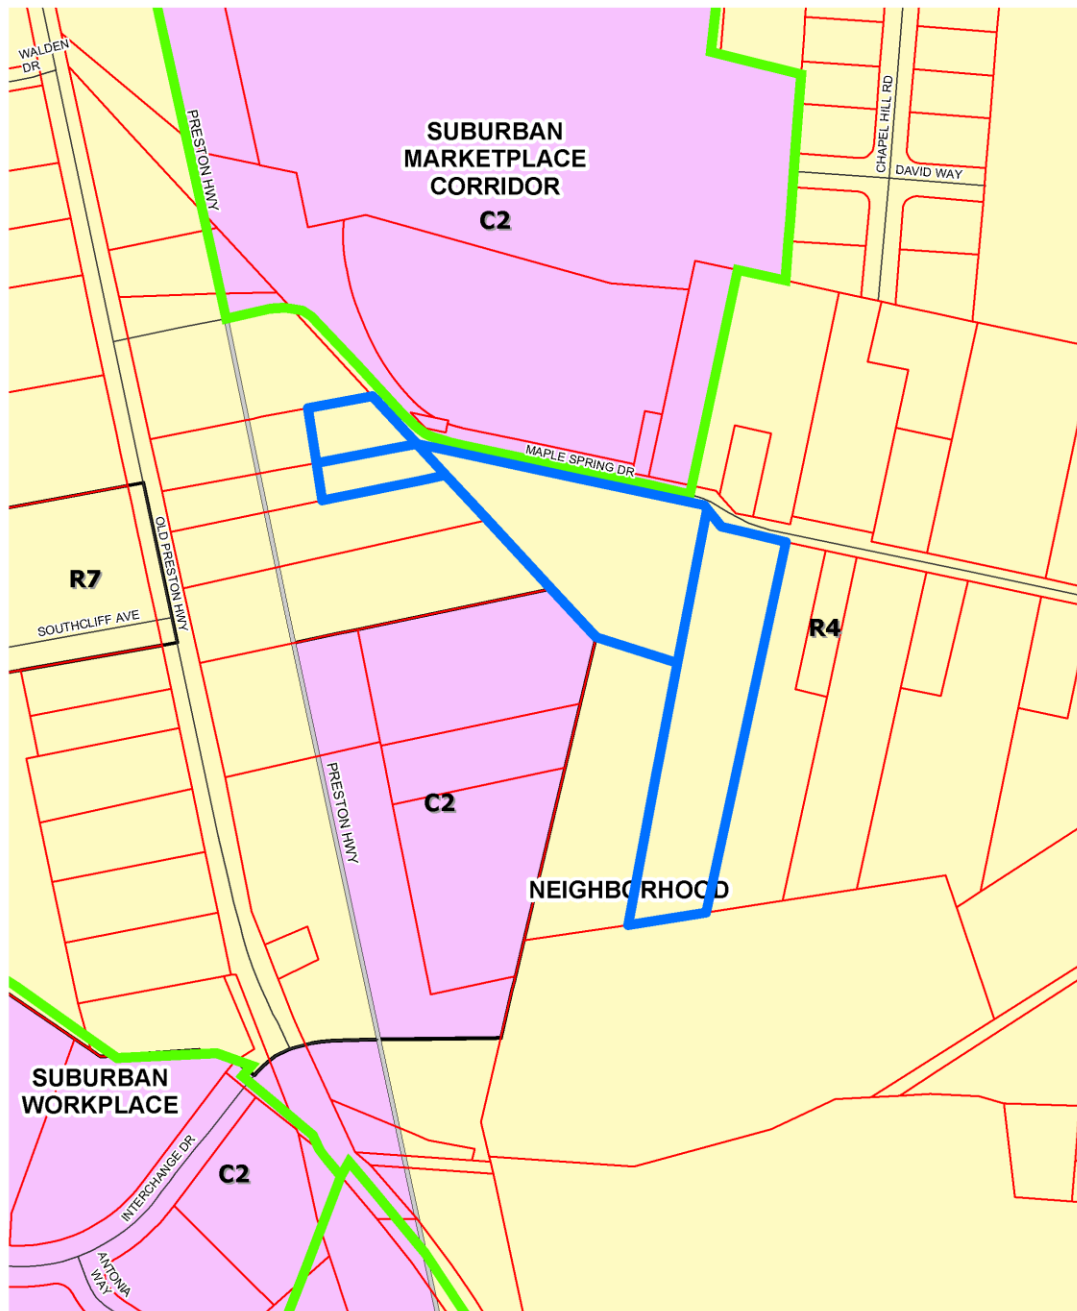 WALDEN
DR
PRESTON HWY
SUBURBAN
MARKETPLACE
CORRIDOR
C2
CHAPEL HILL RD
DAVID WAY
MAPLE SPRING DR
OLD PRESTON HWY
R7
SOUTHCLIFF AVE
R4
PRESTON HWY
C2
NEIGHBORHOOD
SUBURBAN
WORKPLACE
INTERCHANGE DR
C2
ANTONIA
WAY